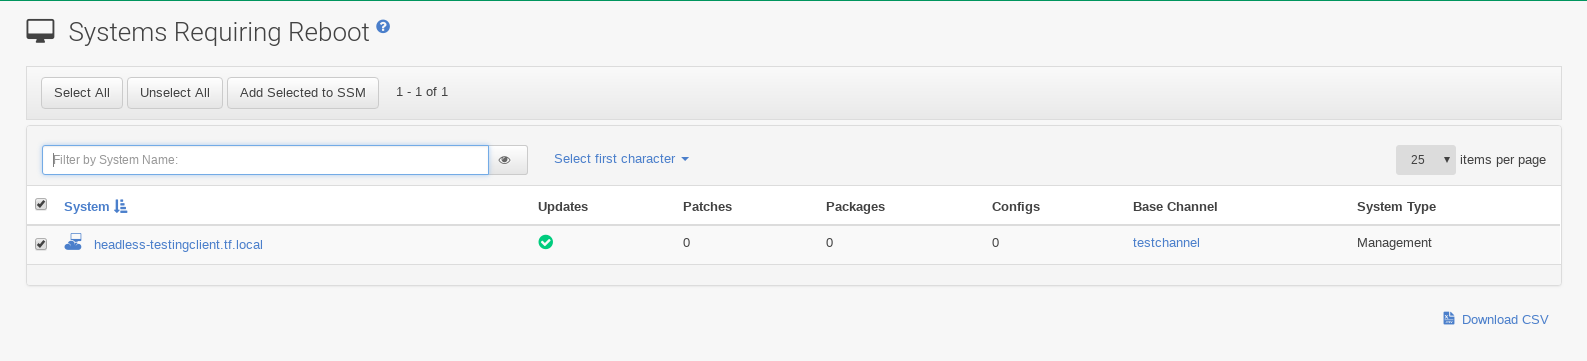 Systems Requiring Reboot
Select All Unselect All Add Selected to SSM 1 - 1 of 1
Filter by System Name: Select first character 25 items per page
System Updates Patches Packages Configs Base Channel System Type
headless-testingclient.tf.local 0 0 0 testchannel Management
Download CSV